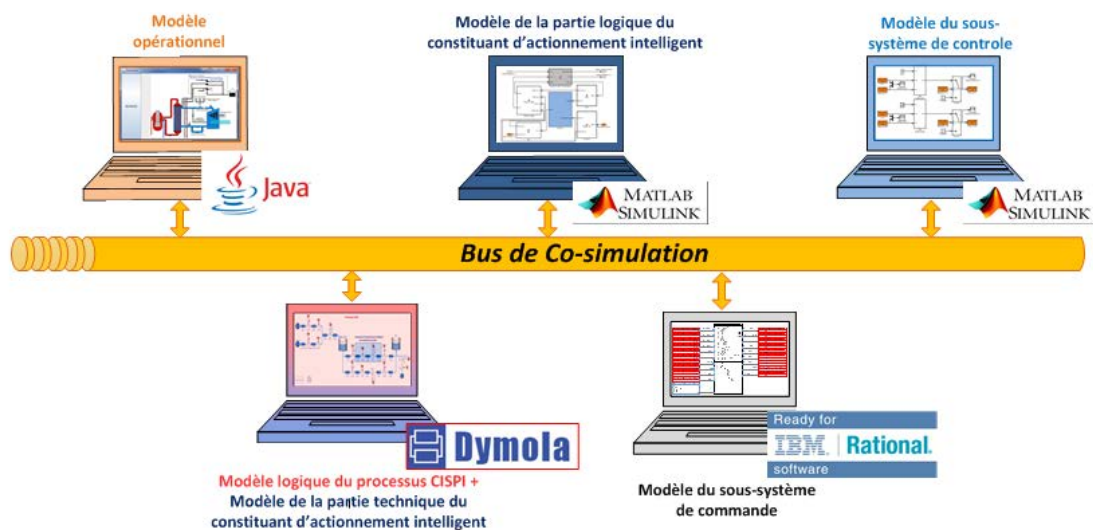 Modèle
opérationnel
Modèle de la partie logique du
constituant d'actionnement intelligent
Modèle du sous-
système de controle
Java
MATLAB
SIMULINK
MATLAB
SIMULINK
Bus de Co-simulation
Dymola
Ready for
IBM. Rational.
software
Modèle logique du processus CISPI +
Modèle de la partie technique du
constituant d'actionnement intelligent
Modèle du sous-système
de commande